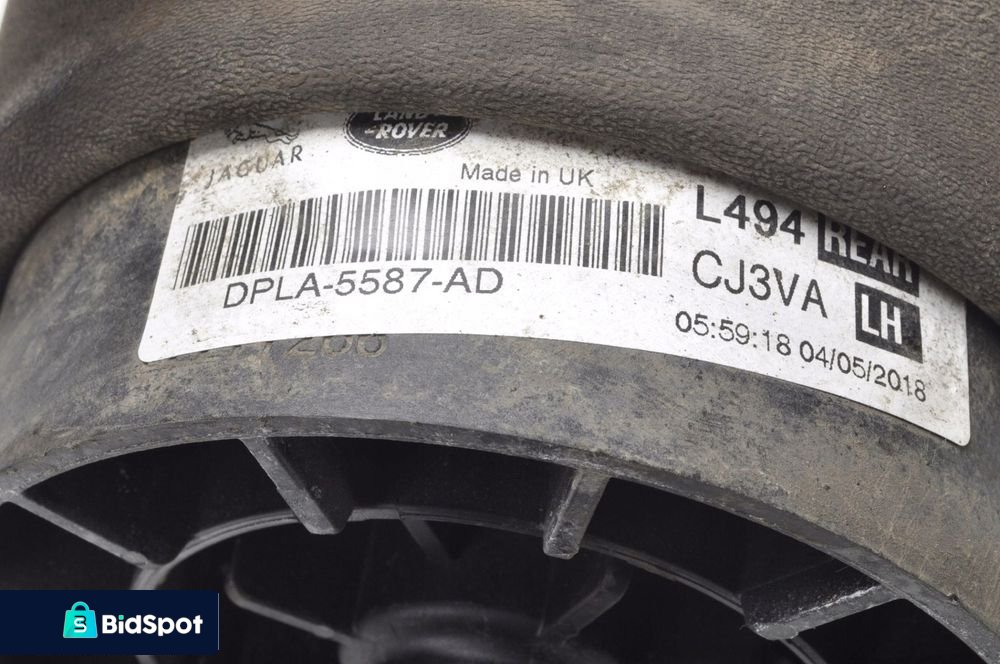 LAND
-ROVER
JAGUAR
Made in UK
L494 REAR
DPLA-5587-AD
CJ3VA LH
05:59:18 04/05/2018
BidSpot